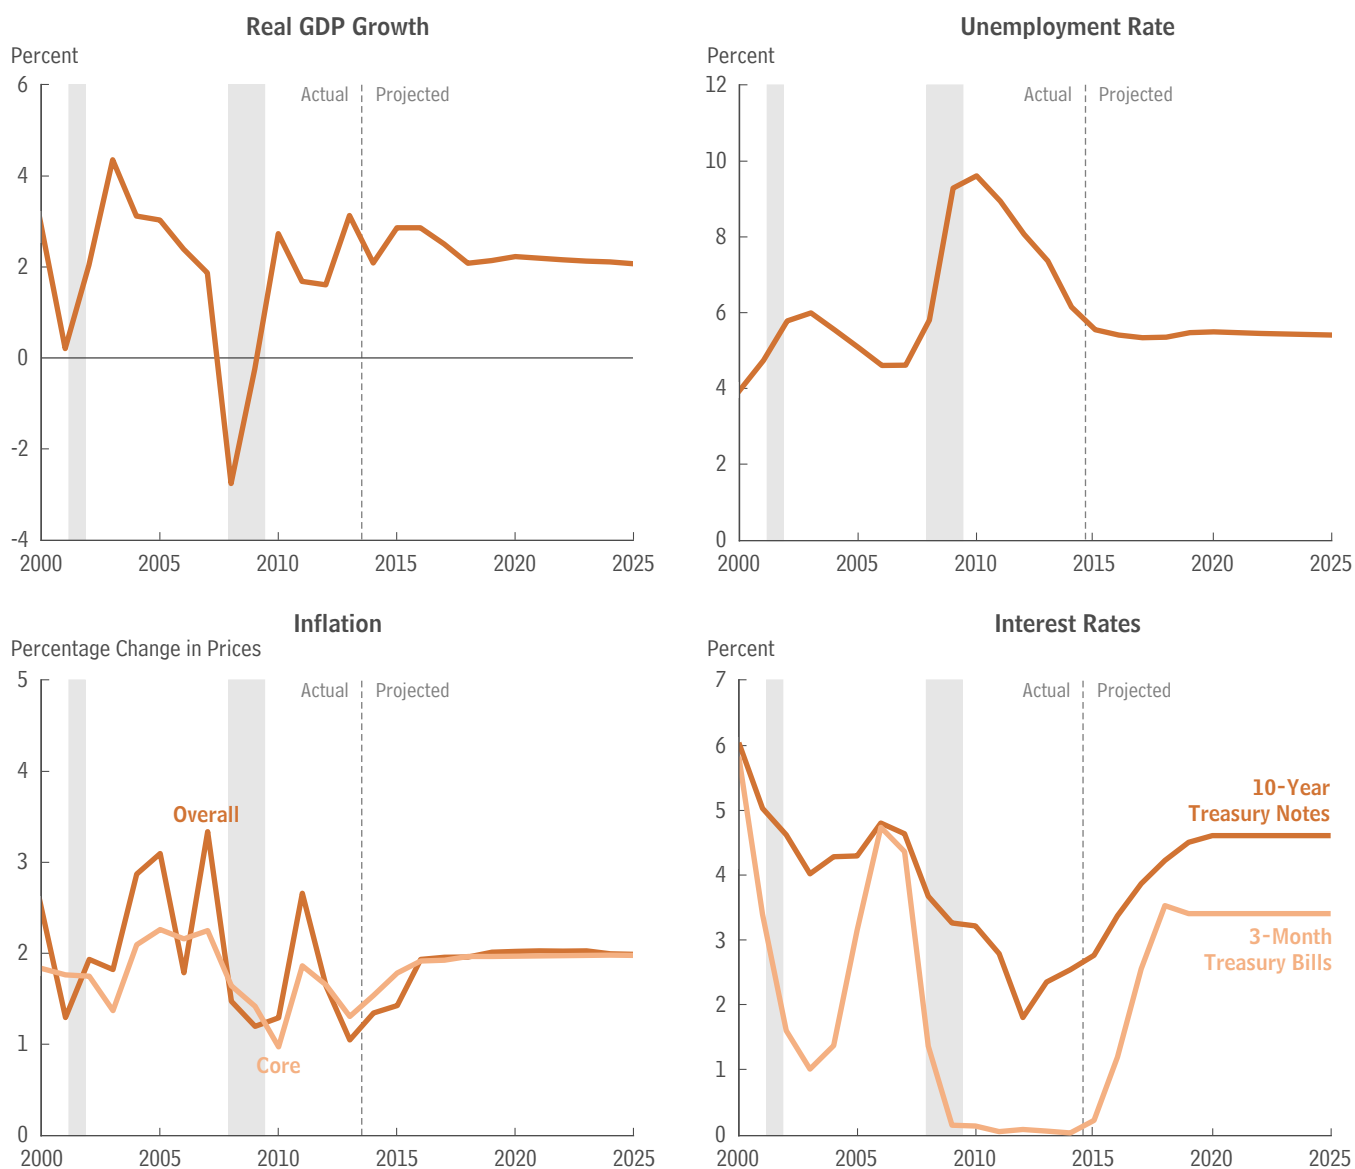 Real GDP Growth
Percent
6
4
2
0
-2
-4
Actual
Projected
2000
2005
2010
2015
2020
2025
Unemployment Rate
Percent
12
10
8
6
4
2
0
Actual
Projected
2000
2005
2010
2015
2020
2025
Inflation
Percentage Change in Prices
5
4
3
2
1
0
Actual
Projected
Overall
Core
2000
2005
2010
2015
2020
2025
Interest Rates
Percent
7
6
5
4
3
2
1
0
Actual
Projected
10-Year
Treasury Notes
3-Month
Treasury Bills
2000
2005
2010
2015
2020
2025